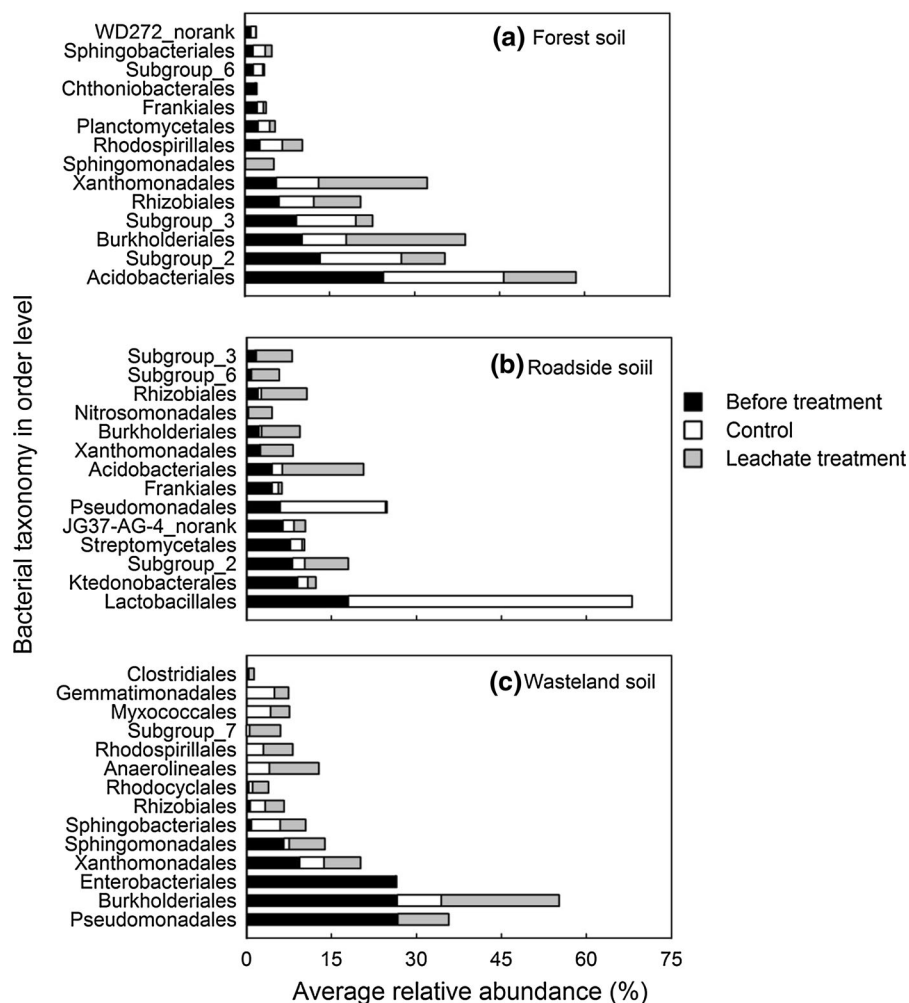 Bacterial taxonomy in order level
(a) Forest soil
WD272_norank
Sphingobacteriales
Subgroup_6
Chthoniobacterales
Frankiales
Planctomycetales
Rhodospirillales
Sphingomonadales
Xanthomonadales
Rhizobiales
Subgroup_3
Burkholderiales
Subgroup_2
Acidobacteriales
(b) Roadside soiil
Subgroup_3
Subgroup_6
Rhizobiales
Nitrosomonadales
Burkholderiales
Xanthomonadales
Acidobacteriales
Frankiales
Pseudomonadales
JG37-AG-4_norank
Streptomycetales
Subgroup_2
Ktedonobacterales
Lactobacillales
Before treatment
Control
Leachate treatment
(c) Wasteland soil
Clostridiales
Gemmatimonadales
Myxococcales
Subgroup_7
Rhodospirillales
Anaerolineales
Rhodocyclales
Rhizobiales
Sphingobacteriales
Sphingomonadales
Xanthomonadales
Enterobacteriales
Burkholderiales
Pseudomonadales
0 15 30 45 60 75
Average relative abundance (%)